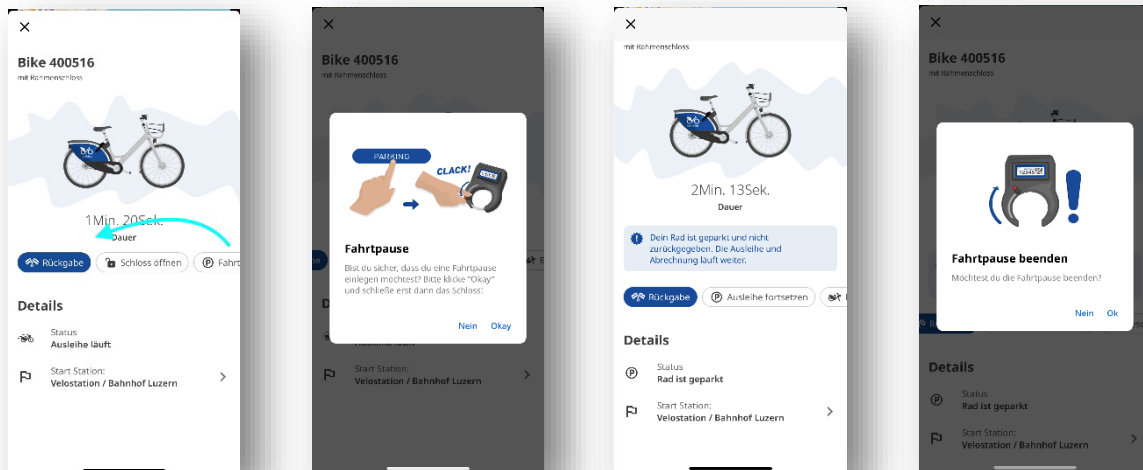 Bike 400516
mit Rahmenschloss
1Min. 20Sek.
Dauer
Rückgabe
Schloss öffnen
Fahrt
Details
Status
Ausleihe läuft
Start Station:
Velostation / Bahnhof Luzern
Bike 400516
mit Rahmenschloss
PARKING
CLACK!
Fahrtpause
Bist du sicher, dass du eine Fahrtpause
einlegen möchtest? Bitte klicke "Okay"
und schließe erst dann das Schloss!
Nein Okay
Ausleihe läuft
Start Station:
Velostation / Bahnhof Luzern
mit Rahmenschloss
2Min. 13Sek.
Dauer
Dein Rad ist geparkt und nicht
zurückgegeben. Die Ausleihe und
Abrechnung läuft weiter.
Rückgabe
Ausleihe fortsetzen
Details
Status
Rad ist geparkt
Start Station:
Velostation / Bahnhof Luzern
Bike 400516
mit Rahmenschloss
Fahrtpause beenden
Möchtest du die Fahrtpause beenden?
Nein Ok
Details
Status
Rad ist geparkt
Start Station:
Velostation / Bahnhof Luzern